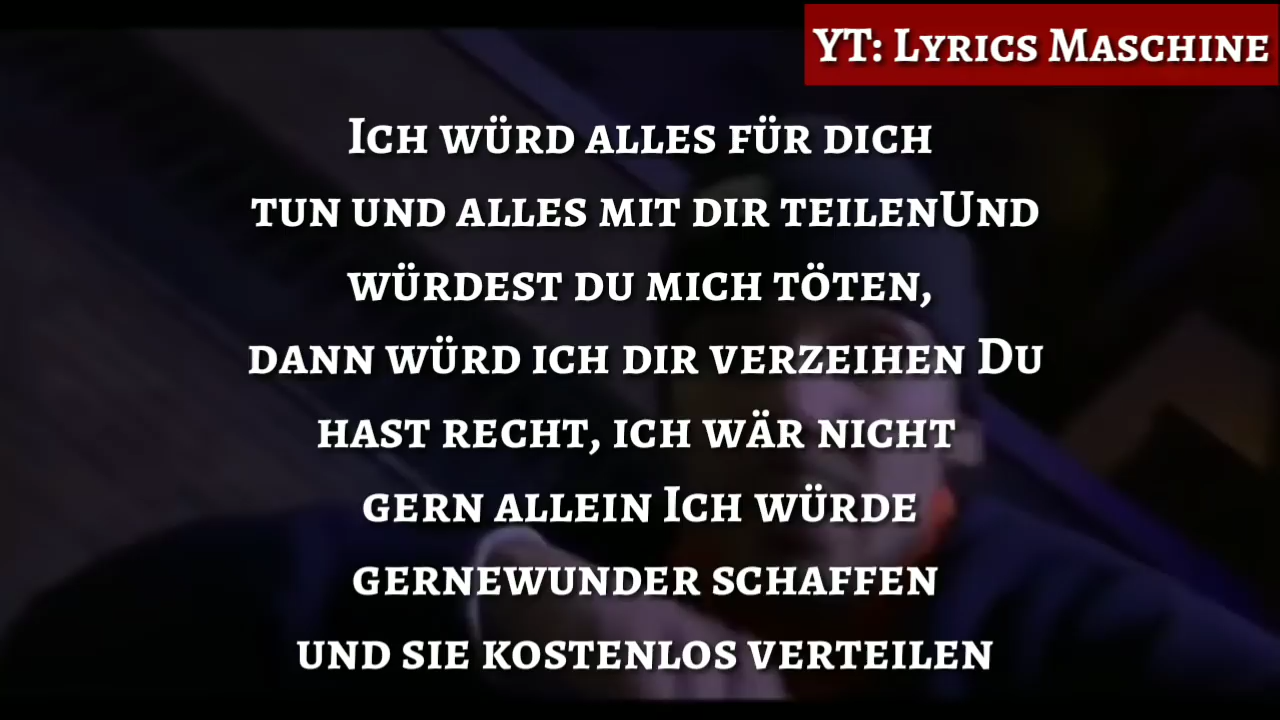 YT: Lyrics Maschine
Ich würd alles für dich
tun und alles mit dir teilenUnd
würdest du mich töten,
dann würd ich dir verzeihen Du
hast recht, ich wär nicht
gern allein Ich würde
gernewunder schaffen
und sie kostenlos verteilen